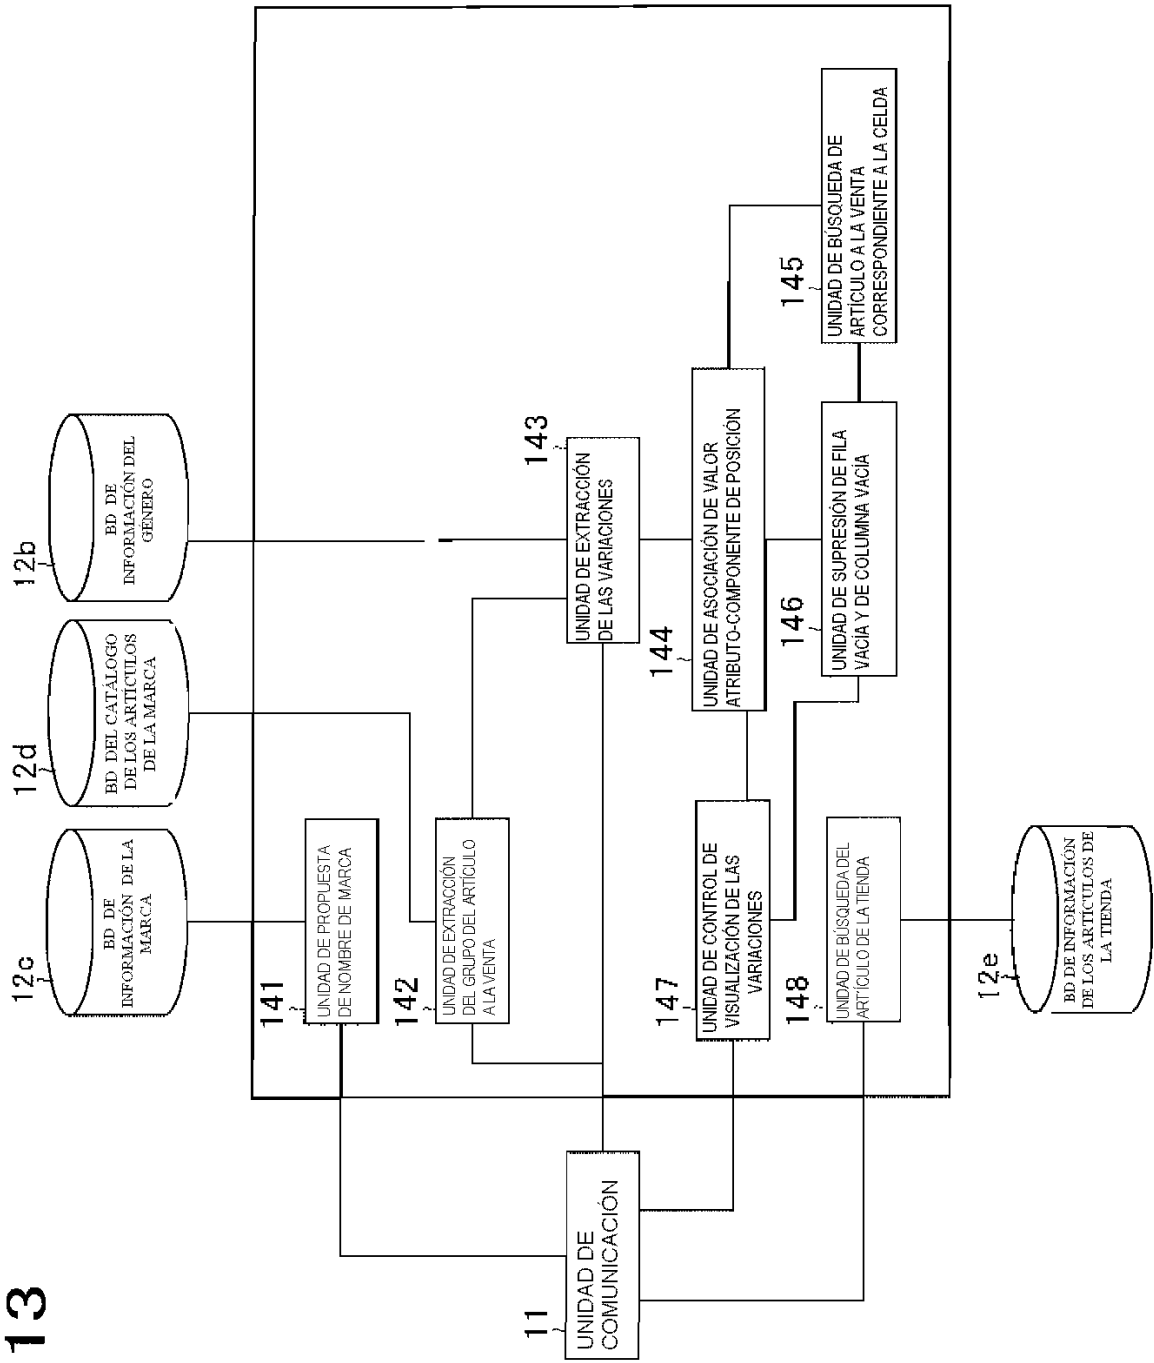 13
12c
BD DE
INFORMACIÓN DE LA
MARCA
12d
BD DEL CATÁLOGO
DE LOS ARTÍCULOS
DE LA MARCA
12b
BD DE
INFORMACIÓN DEL
GÉNERO
141
UNIDAD DE PROPUESTA
DE NOMBRE DE MARCA
142
UNIDAD DE EXTRACCIÓN
DEL GRUPO DEL ARTÍCULO
A LA VENTA
143
UNIDAD DE EXTRACCIÓN
DE LAS VARIACIONES
11
UNIDAD DE
COMUNICACIÓN
144
UNIDAD DE ASOCIACIÓN DE VALOR
ATRIBUTO-COMPONENTE DE POSICIÓN
147
UNIDAD DE CONTROL DE
VISUALIZACIÓN DE LAS
VARIACIONES
146
UNIDAD DE SUPRESIÓN DE FILA
VACÍA Y DE COLUMNA VACÍA
145
UNIDAD DE BÚSQUEDA DE
ARTÍCULO A LA VENTA
CORRESPONDIENTE A LA CELDA
148
UNIDAD DE BÚSQUEDA DEL
ARTÍCULO DE LA TIENDA
12e
BD DE INFORMACIÓN
DE LOS ARTÍCULOS DE
LA TIENDA